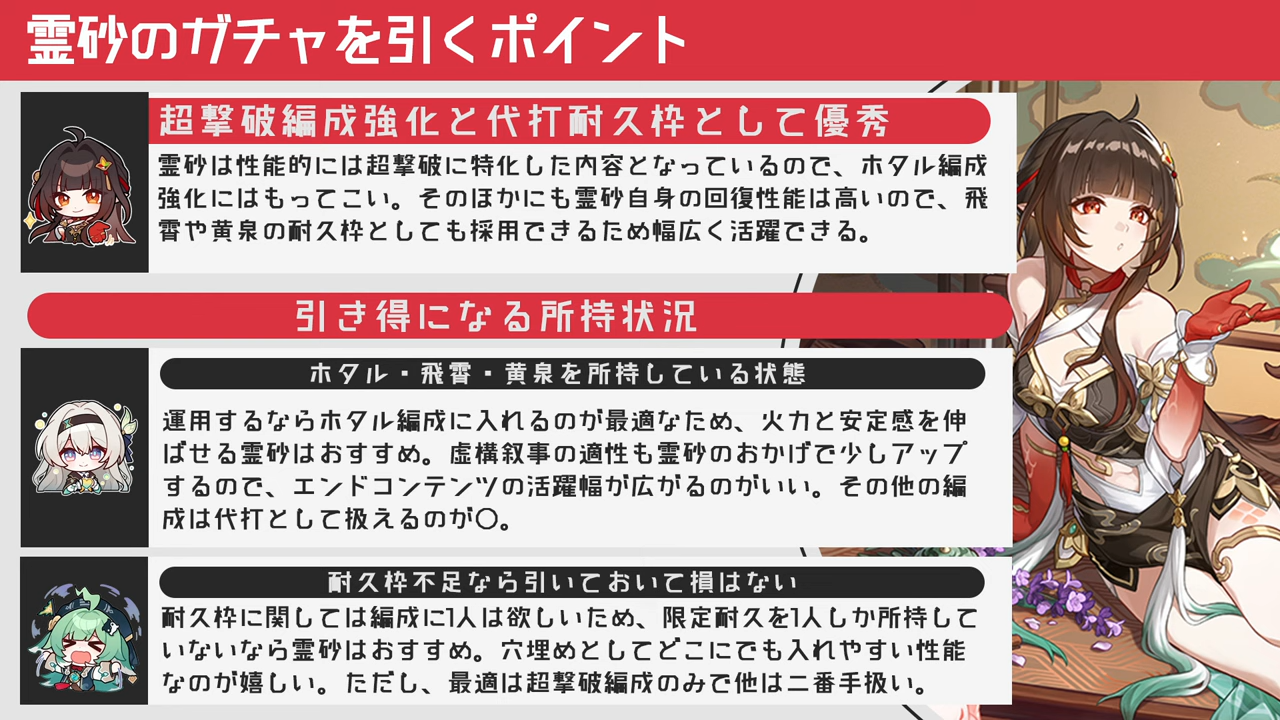 霊砂のガチャを引くポイント
超撃破編成強化と代打耐久枠として優秀
霊砂は性能的には超撃破に特化した内容となっているので、ホタル編成
強化にはもってこい。そのほかにも霊砂自身の回復性能は高いので、飛
霄や黄泉の耐久枠としても採用できるため幅広く活躍できる。
引き得になる所持状況
ホタル・飛霄・黄泉を所持している状態
運用するならホタル編成に入れるのが最適なため、火力と安定感を伸
ばせる霊砂はおすすめ。虚構叙事の適性も霊砂のおかげで少しアップ
するので、エンドコンテンツの活躍幅が広がるのがいい。その他の編
成は代打として扱えるのが〇。
耐久枠不足なら引いておいて損はない
耐久枠に関しては編成に1人は欲しいため、限定耐久を1人しか所持して
いないなら霊砂はおすすめ。穴埋めとしてどこにでも入れやすい性能
なのが嬉しい。ただし、最適は超撃破編成のみで他は二番手扱い。